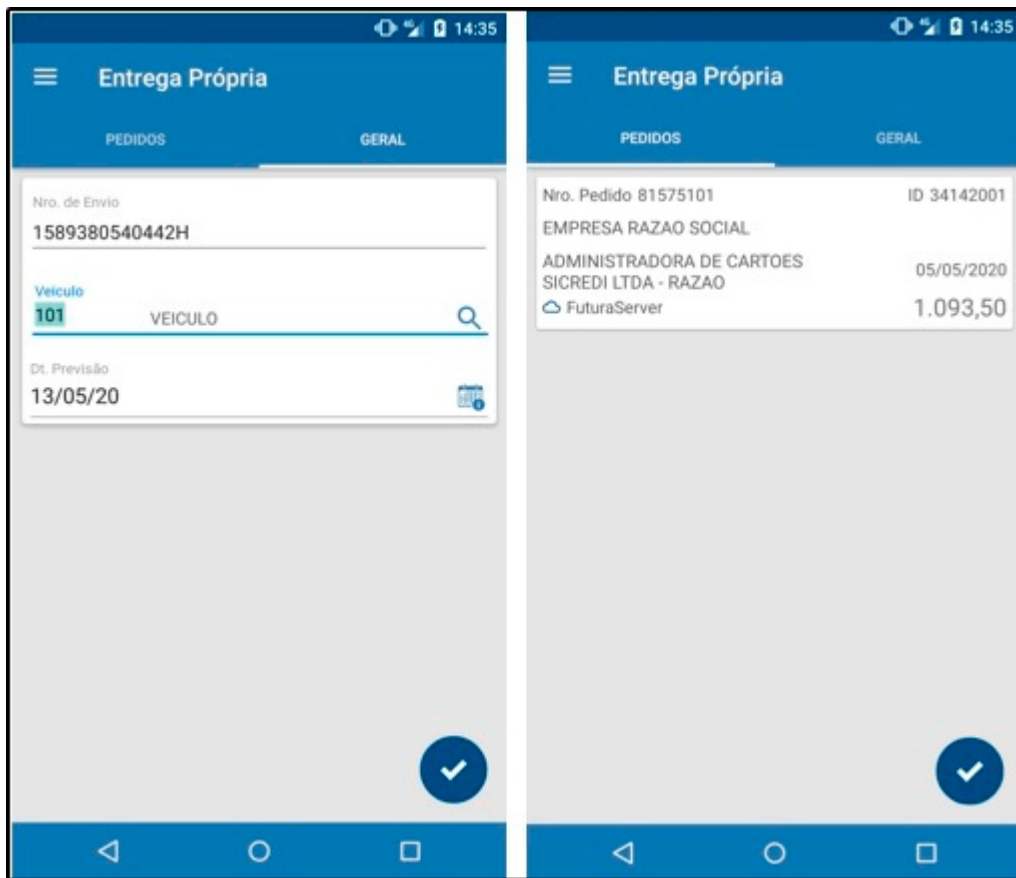 4G 14:35
Entrega Própria
PEDIDOS GERAL
Nro. de Envio
1589380540442H
Veiculo
101 VEICULO
Dt. Previsão
13/05/20
4G 14:35
Entrega Própria
PEDIDOS GERAL
Nro. Pedido 81575101 ID 34142001
EMPRESA RAZAO SOCIAL
ADMINISTRADORA DE CARTOES
SICREDI LTDA - RAZAO 05/05/2020
FuturaServer 1.093,50